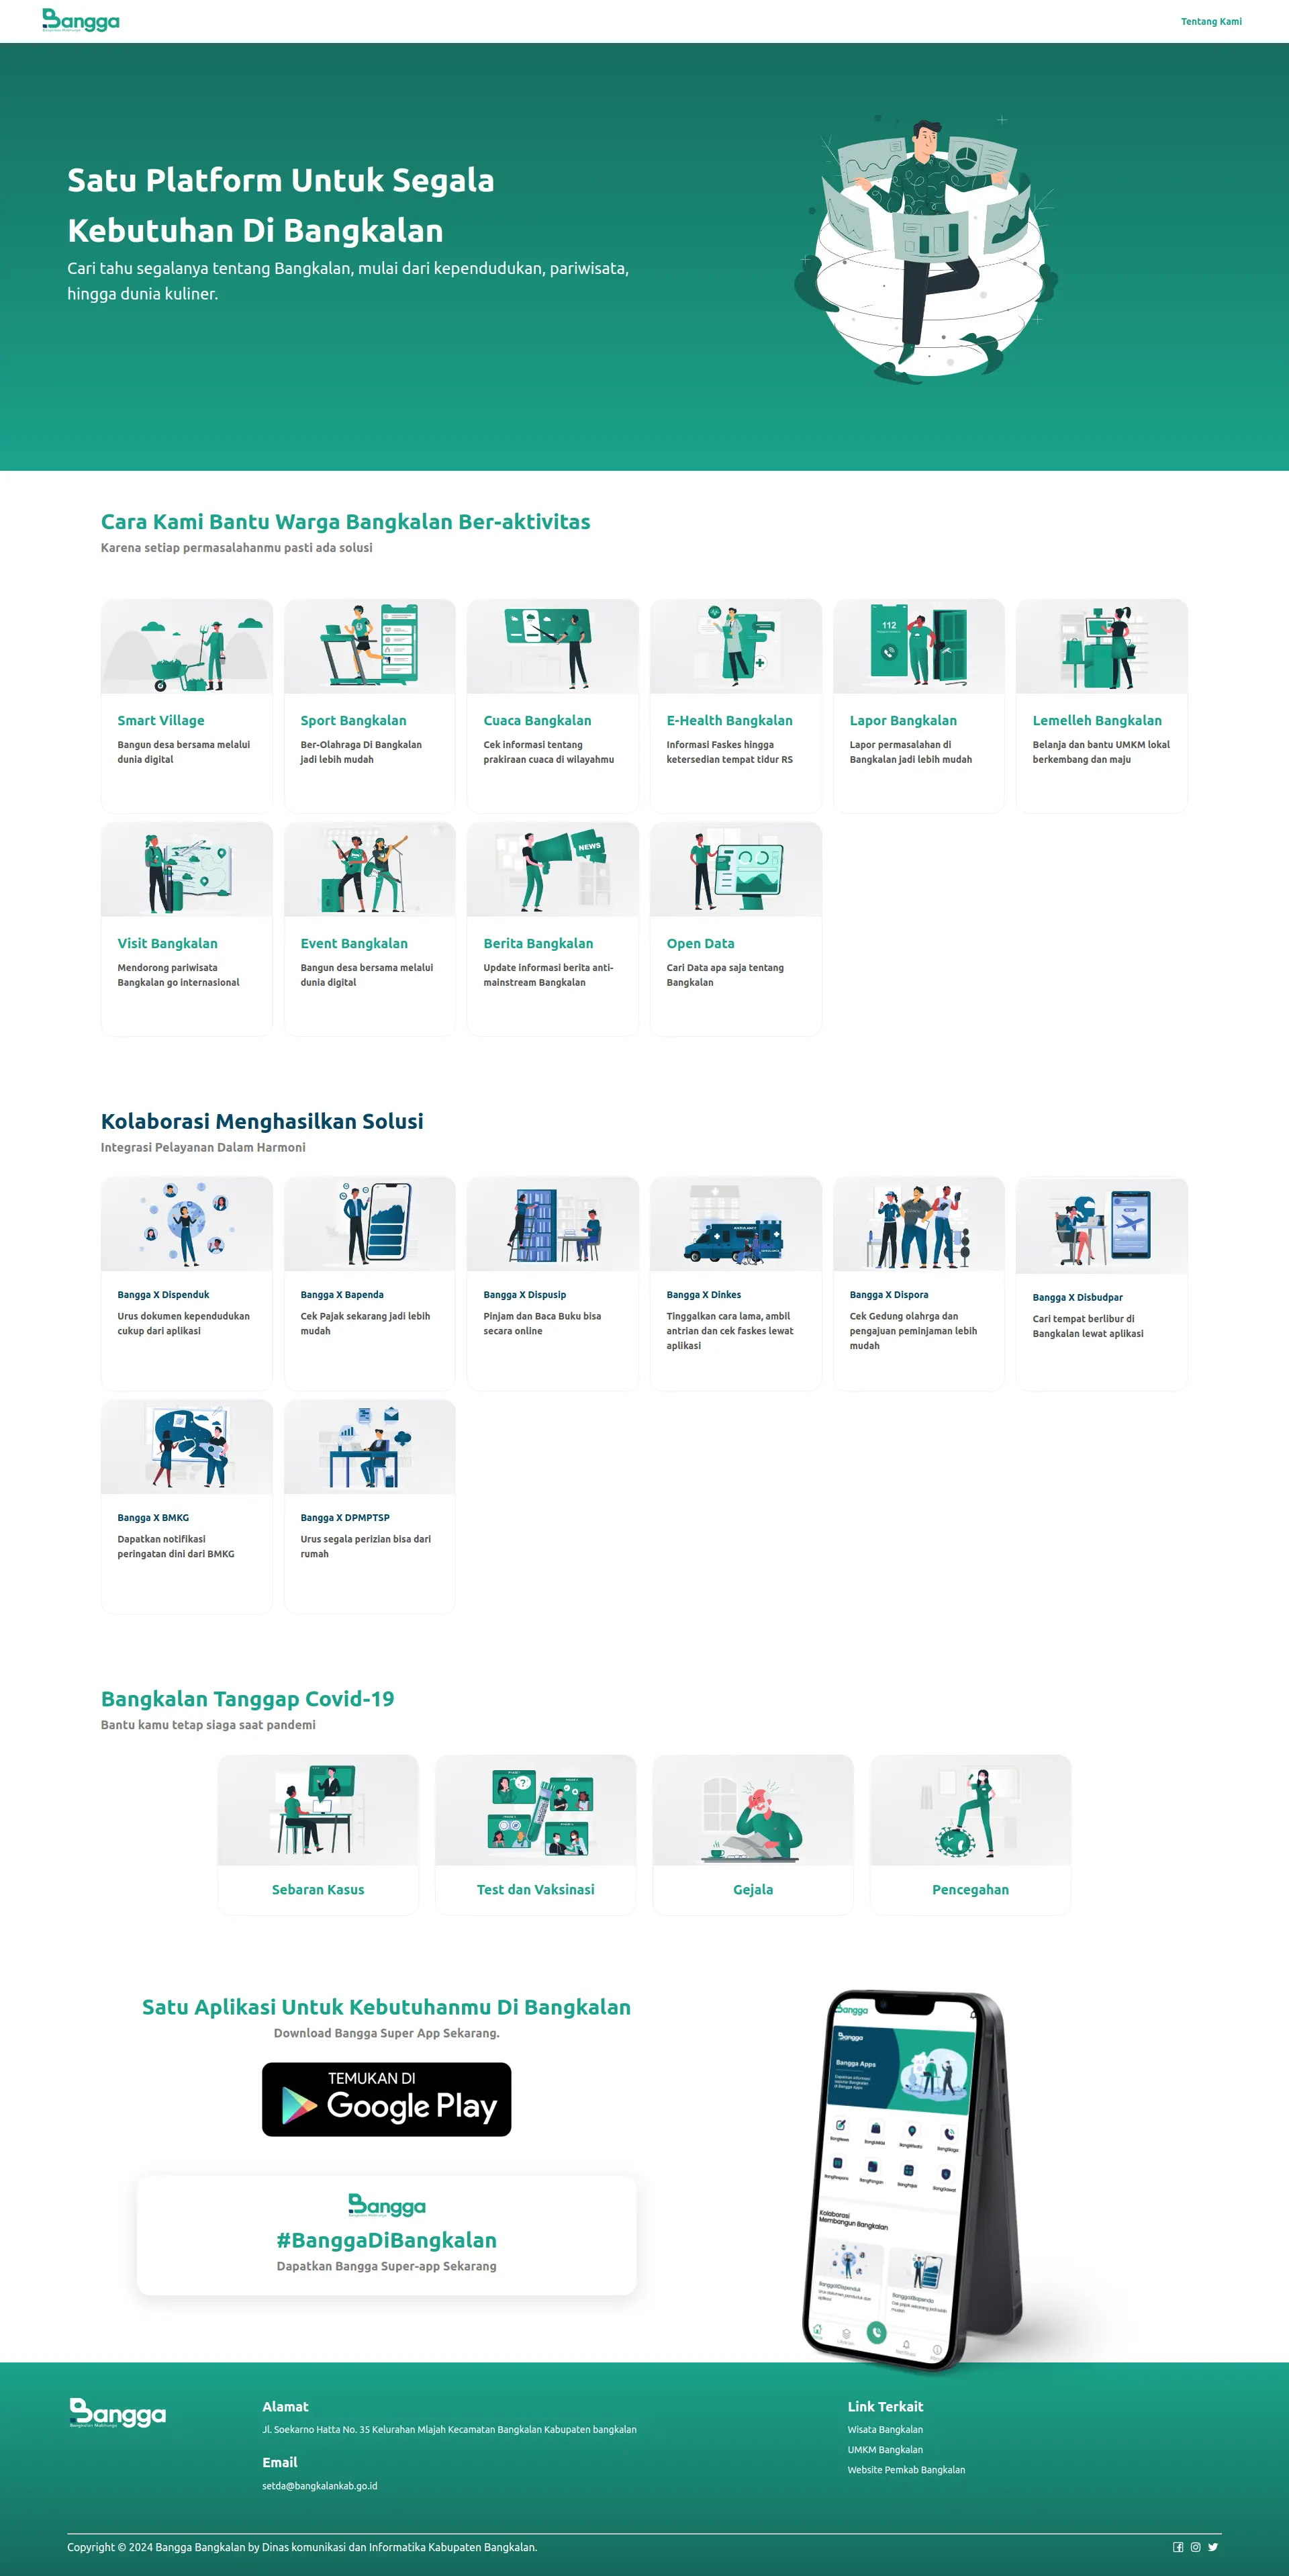 Bangga
Tentang Kami
Satu Platform Untuk Segala
Kebutuhan Di Bangkalan
Cari tahu segalanya tentang Bangkalan, mulai dari kependudukan, pariwisata,
hingga dunia kuliner.
Cara Kami Bantu Warga Bangkalan Ber-aktivitas
Karena setiap permasalahanmu pasti ada solusi
112
Smart Village
Bangun desa bersama melalui
dunia digital
Sport Bangkalan
Ber-Olahraga Di Bangkalan
jadi lebih mudah
Cuaca Bangkalan
Cek informasi tentang
prakiraan cuaca di wilayahmu
E-Health Bangkalan
Informasi Faskes hingga
ketersedian tempat tidur RS
Lapor Bangkalan
Lapor permasalahan di
Bangkalan jadi lebih mudah
Lemelleh Bangkalan
Belanja dan bantu UMKM lokal
berkembang dan maju
NEWS
Visit Bangkalan
Mendorong pariwisata
Bangkalan go internasional
Event Bangkalan
Bangun desa bersama melalui
dunia digital
Berita Bangkalan
Update informasi berita anti-
mainstream Bangkalan
Open Data
Cari Data apa saja tentang
Bangkalan
Kolaborasi Menghasilkan Solusi
Integrasi Pelayanan Dalam Harmoni
AMBULANCE
Bangga X Dispenduk
Urus dokumen kependudukan
cukup dari aplikasi
Bangga X Bapenda
Cek Pajak sekarang jadi lebih
mudah
Bangga X Dispusip
Pinjam dan Baca Buku bisa
secara online
Bangga X Dinkes
Tinggalkan cara lama, ambil
antrian dan cek faskes lewat
aplikasi
Bangga X Dispora
Cek Gedung olahrga dan
pengajuan peminjaman lebih
mudah
Bangga X Disbudpar
Cari tempat berlibur di
Bangkalan lewat aplikasi
Bangga X BMKG
Dapatkan notifikasi
peringatan dini dari BMKG
Bangga X DPMPTSP
Urus segala perizian bisa dari
rumah
Bangkalan Tanggap Covid-19
Bantu kamu tetap siaga saat pandemi
Sebaran Kasus
Test dan Vaksinasi
Gejala
Pencegahan
Satu Aplikasi Untuk Kebutuhanmu Di Bangkalan
Download Bangga Super App Sekarang.
TEMUKAN DI
Google Play
Bangga
#BanggaDiBangkalan
Dapatkan Bangga Super-app Sekarang
Bangga
Bangga
Bangga Apps
Kolaborasi
Membangun Bangkalan
Bangga
Alamat
Jl. Soekarno Hatta No. 35 Kelurahan Mlajah Kecamatan Bangkalan Kabupaten bangkalan
Email
setda@bangkalankab.go.id
Link Terkait
Wisata Bangkalan
UMKM Bangkalan
Website Pemkab Bangkalan
Copyright © 2024 Bangga Bangkalan by Dinas komunikasi dan Informatika Kabupaten Bangkalan.